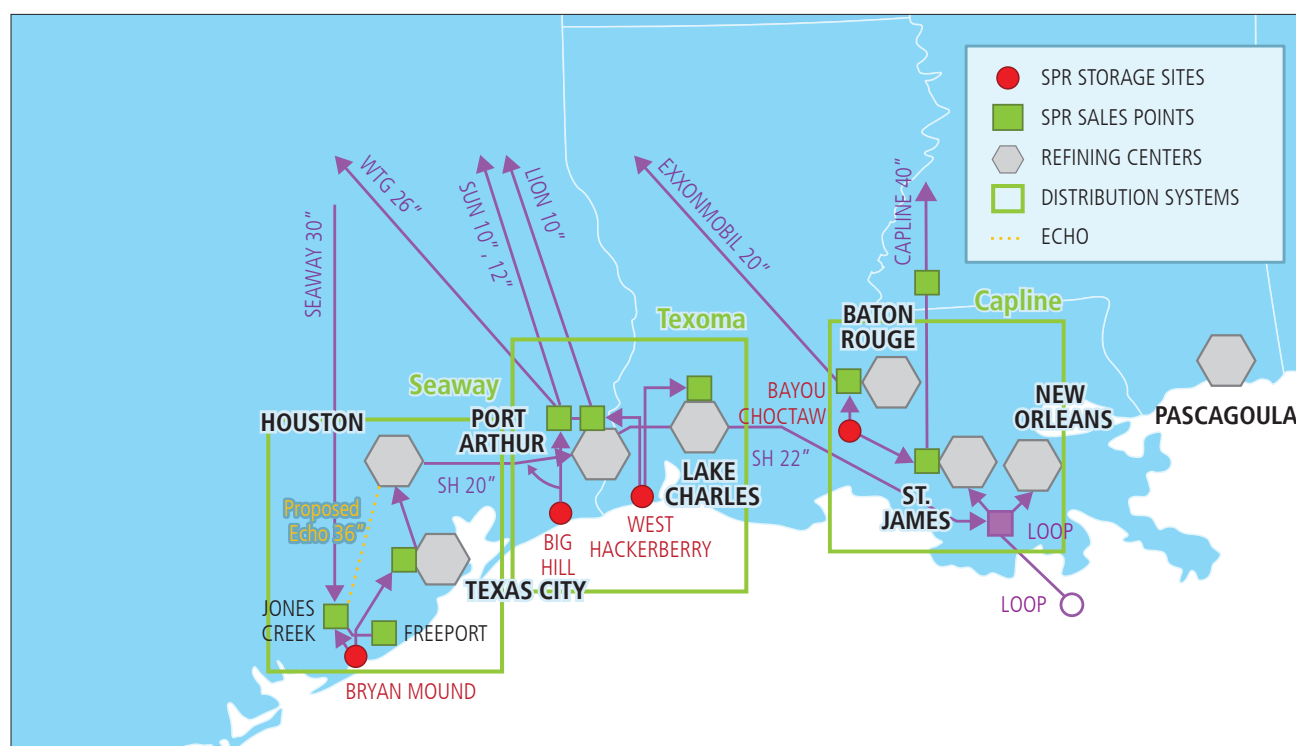 SPR STORAGE SITES
SPR SALES POINTS
REFINING CENTERS
DISTRIBUTION SYSTEMS
ECHO
WTG 26”
SUN 10” , 12”
LION 10”
EXXONMOBIL 20”
CAPLINE 40”
SEAWAY 30”
Seaway
Texoma
Capline
HOUSTON
PORT
ARTHUR
BATON
ROUGE
BAYOU
CHOCTAW
NEW
ORLEANS
PASCAGOULA
SH 20”
LAKE
CHARLES
SH 22”
ST.
JAMES
LOOP
Proposed
Echo 36”
BIG
HILL
WEST
HACKERBERRY
TEXAS CITY
LOOP
JONES
CREEK
FREEPORT
BRYAN MOUND